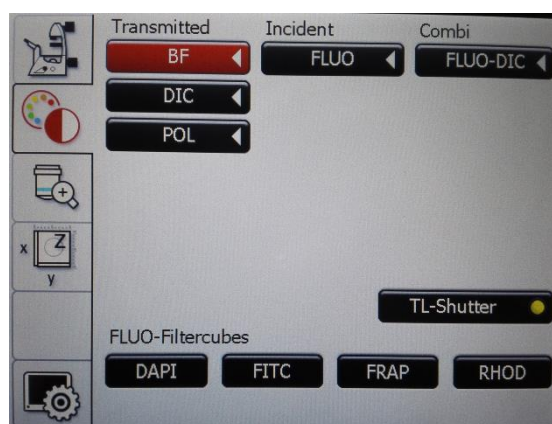 Transmitted Incident Combi
BF FLUO FLUO-DIC
DIC
POL
x Z
y
TL-Shutter
FLUO-Filtercubes
DAPI FITC FRAP RHOD